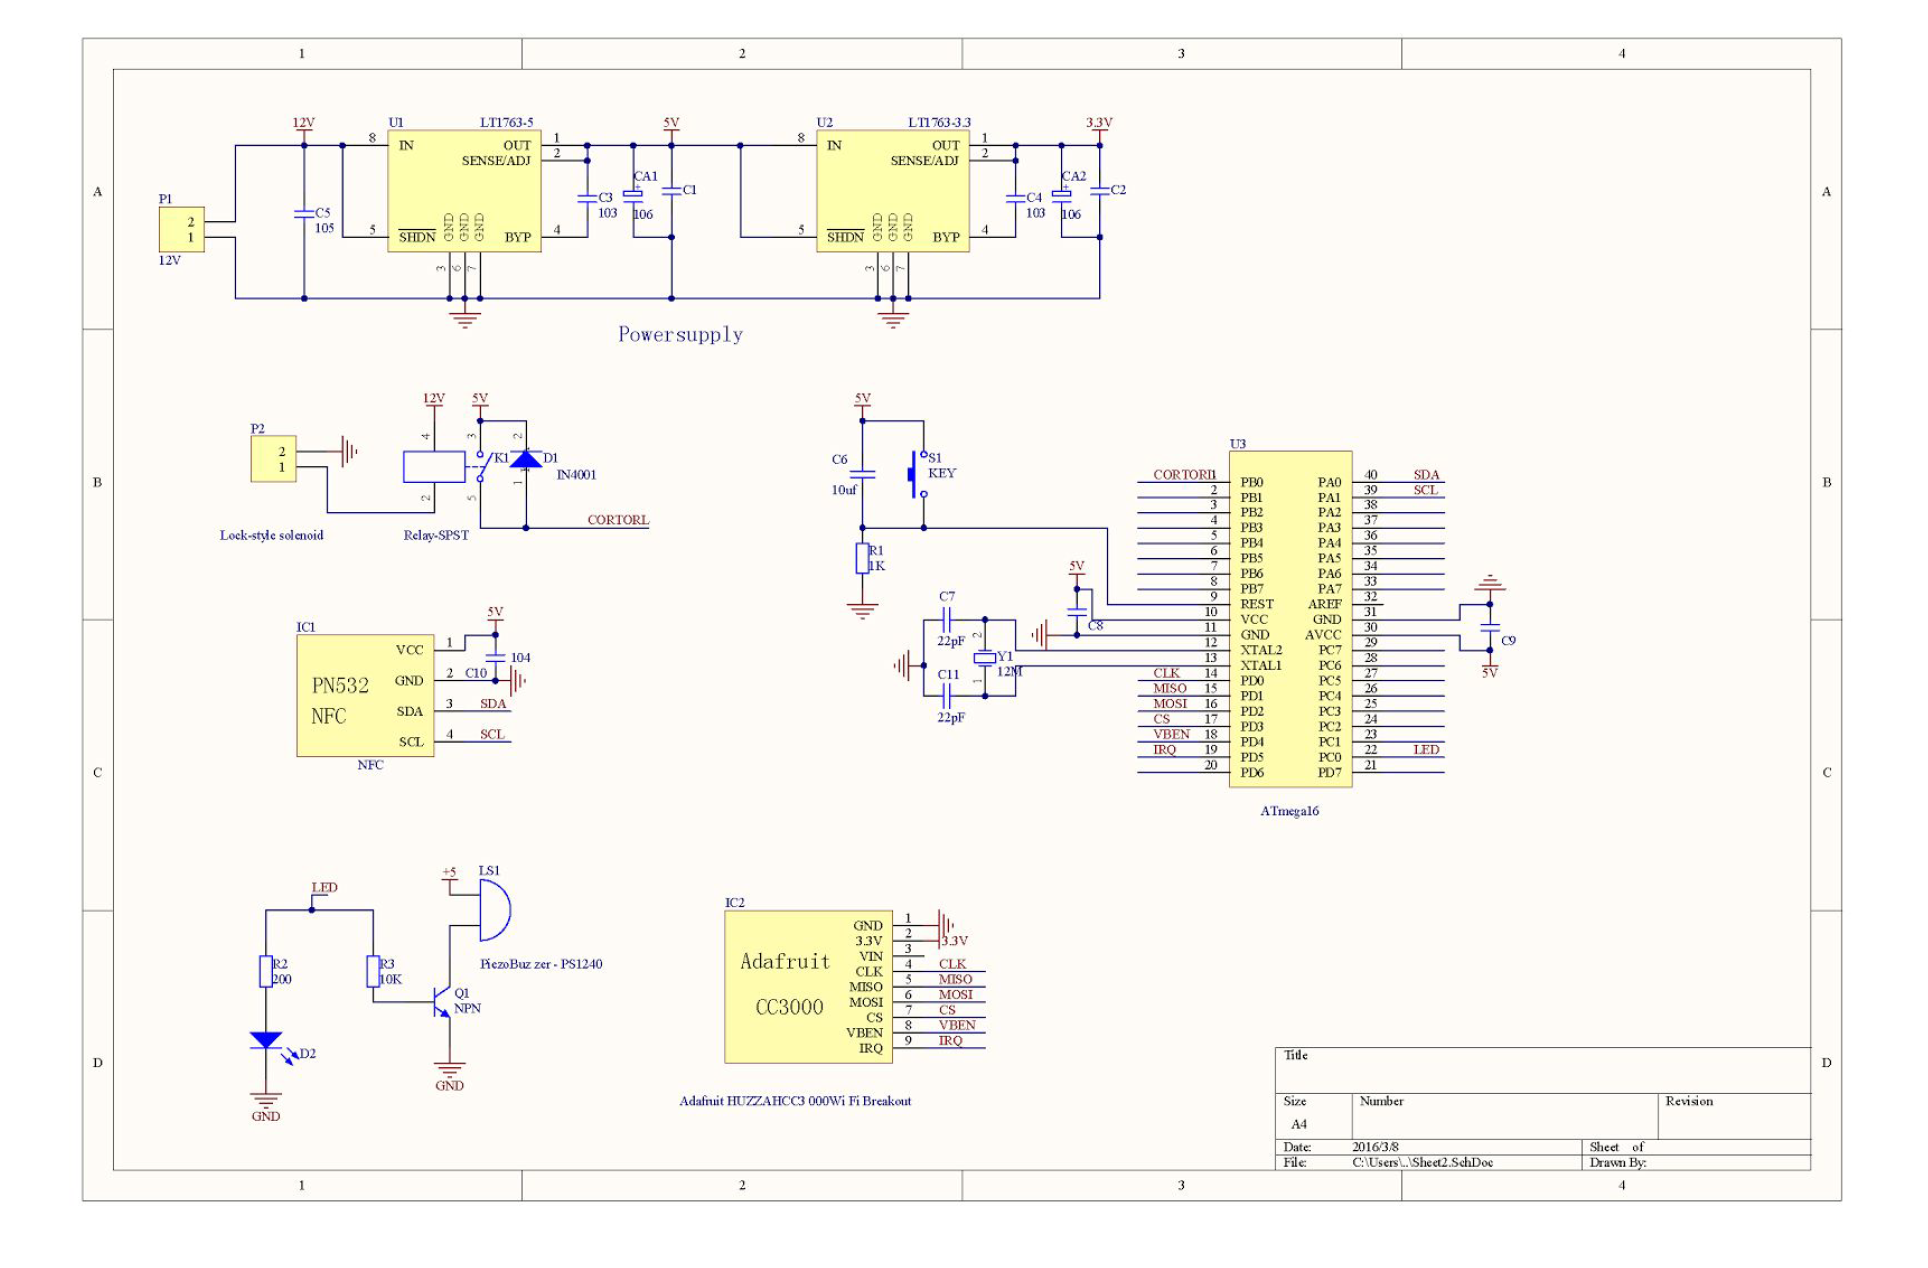 1 2 3 4
A A
B B
C C
D D
1 2 3 4
P1
2
1
12V
12V
C5
105
U1 LT1763-5
8 IN OUT 1
SENSE/ADJ 2
5 SHDN GND GND GND BYP 4
3 6 7
C3
103
CA1
+
106
5V
C1
U2 LT1763-3.3
8 IN OUT 1
SENSE/ADJ 2
5 SHDN GND GND GND BYP 4
3 6 7
C4
103
CA2
+
106
3.3V
C2
Powersupply
P2
2
1
Lock-style solenoid
12V 5V
4 3 2
K1 D1
IN4001
2 5 1
CORTORL
Relay-SPST
5V
C6
10uf
S1
KEY
R1
1K
5V
C8
C7
22pF
2
Y1
12M
1
C11
22pF
U3
CORTORL 1 PB0 PA0 40 SDA
2 PB1 PA1 39 SCL
3 PB2 PA2 38
4 PB3 PA3 37
5 PB4 PA4 36
6 PB5 PA5 35
7 PB6 PA6 34
8 PB7 PA7 33
9 REST AREF 32
10 VCC GND 31
11 GND AVCC 30
12 XTAL2 PC7 29
13 XTAL1 PC6 28
CLK 14 PD0 PC5 27
MISO 15 PD1 PC4 26
MOSI 16 PD2 PC3 25
CS 17 PD3 PC2 24
VBEN 18 PD4 PC1 23
IRQ 19 PD5 PC0 22 LED
20 PD6 PD7 21
ATmega16
C9
5V
IC1
5V
VCC 1
104
GND 2 C10
PN532
NFC
SDA 3 SDA
SCL 4 SCL
NFC
LED
R2
200
R3
10K
D2
GND
+5
LS1
PiezoBuz zer - PS1240
Q1
NPN
GND
IC2
Adafruit
CC3000
GND 1
3.3V 2 3.3V
VIN 3
CLK 4 CLK
MISO 5 MISO
MOSI 6 MOSI
CS 7 CS
VBEN 8 VBEN
IRQ 9 IRQ
Adafruit HUZZAHCC3 000Wi Fi Breakout
Title
Size Number Revision
A4
Date: 2016/3/8 Sheet of
File: C:\Users\..\Sheet2.SchDoc Drawn By: